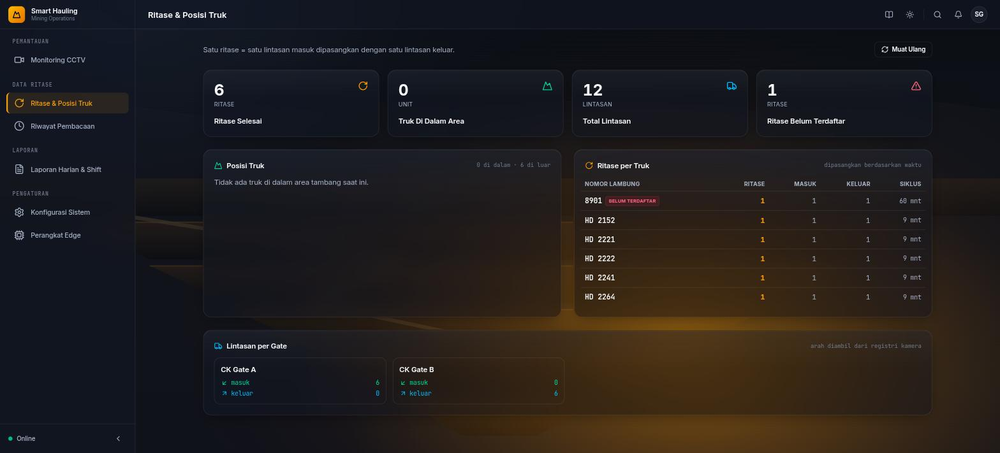 Smart Hauling
Mining Operations
Ritase & Posisi Truk
SG
PEMANTAUAN
Monitoring CCTV
DATA RITASE
Ritase & Posisi Truk
Riwayat Pembacaan
LAPORAN
Laporan Harian & Shift
PENGATURAN
Konfigurasi Sistem
Perangkat Edge
Online
Satu ritase = satu lintasan masuk dipasangkan dengan satu lintasan keluar.
Muat Ulang
6
RITASE
Ritase Selesai
0
UNIT
Truk Di Dalam Area
12
LINTASAN
Total Lintasan
1
RITASE
Ritase Belum Terdaftar
Posisi Truk
0 di dalam · 6 di luar
Tidak ada truk di dalam area tambang saat ini.
Ritase per Truk
dipasangkan berdasarkan waktu
NOMOR LAMBUNG RITASE MASUK KELUAR SIKLUS
8901 BELUM TERDAFTAR 1 1 1 60 mnt
HD 2152 1 1 1 9 mnt
HD 2221 1 1 1 9 mnt
HD 2222 1 1 1 9 mnt
HD 2241 1 1 1 9 mnt
HD 2264 1 1 1 9 mnt
Lintasan per Gate
arah diambil dari registri kamera
CK Gate A
masuk 6
keluar 0
CK Gate B
masuk 0
keluar 6